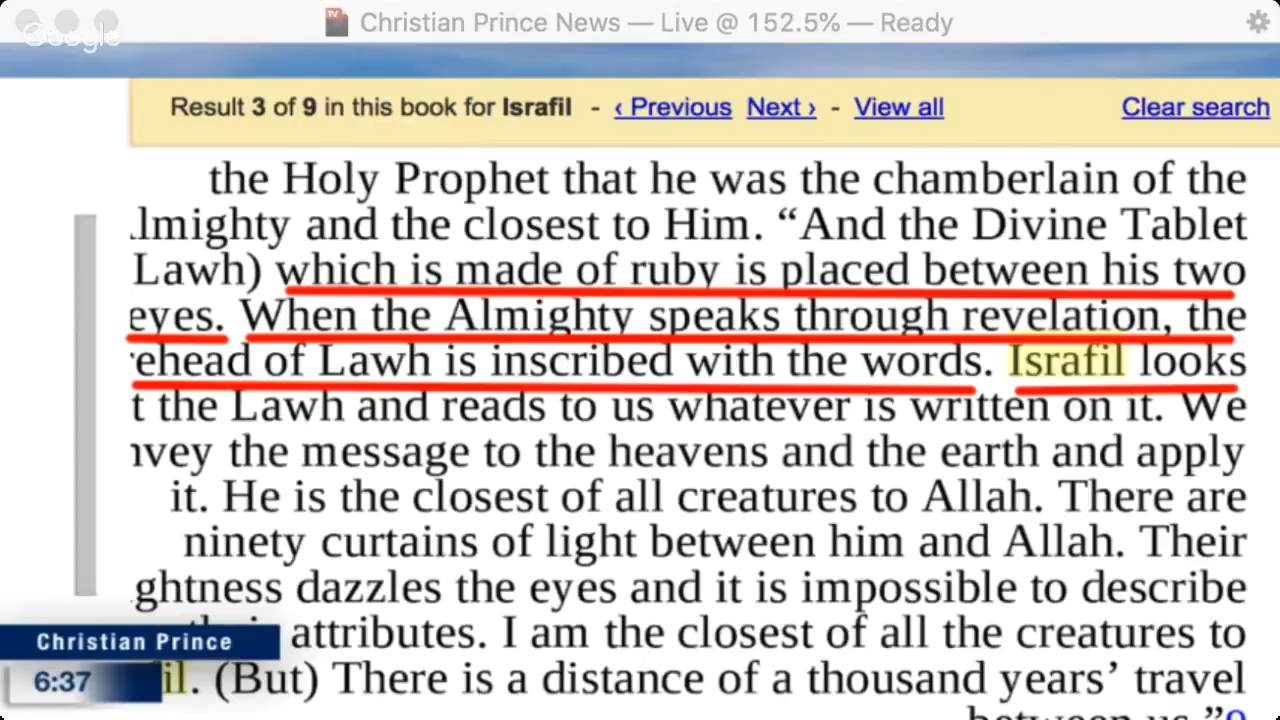 Christian Prince News — Live @ 152.5% — Ready
Google
Result 3 of 9 in this book for Israfil - ‹ Previous Next › - View all Clear search
the Holy Prophet that he was the chamberlain of the
lmighty and the closest to Him. “And the Divine Tablet
Lawh) which is made of ruby is placed between his two
eyes. When the Almighty speaks through revelation, the
rehead of Lawh is inscribed with the words. Israfil looks
t the Lawh and reads to us whatever is written on it. We
nvey the message to the heavens and the earth and apply
it. He is the closest of all creatures to Allah. There are
ninety curtains of light between him and Allah. Their
ghtness dazzles the eyes and it is impossible to describe
their attributes. I am the closest of all the creatures to
il. (But) There is a distance of a thousand years’ travel
between us.”9
Christian Prince
6:37